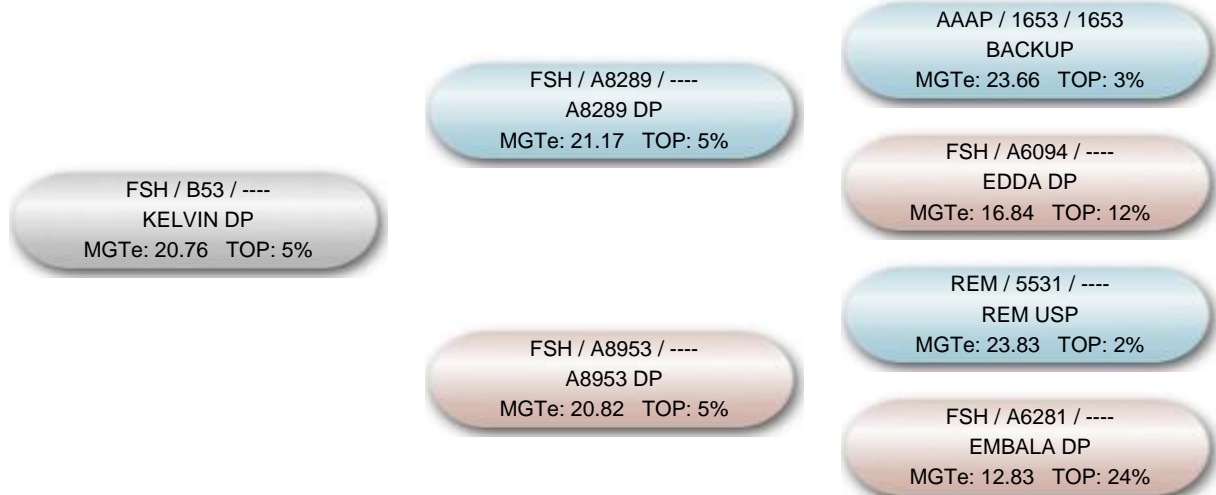 FSH / B53 / ----
KELVIN DP
MGTe: 20.76 TOP: 5%
FSH / A8289 / ----
A8289 DP
MGTe: 21.17 TOP: 5%
FSH / A8953 / ----
A8953 DP
MGTe: 20.82 TOP: 5%
AAAP / 1653 / 1653
BACKUP
MGTe: 23.66 TOP: 3%
FSH / A6094 / ----
EDDA DP
MGTe: 16.84 TOP: 12%
REM / 5531 / ----
REM USP
MGTe: 23.83 TOP: 2%
FSH / A6281 / ----
EMBALA DP
MGTe: 12.83 TOP: 24%